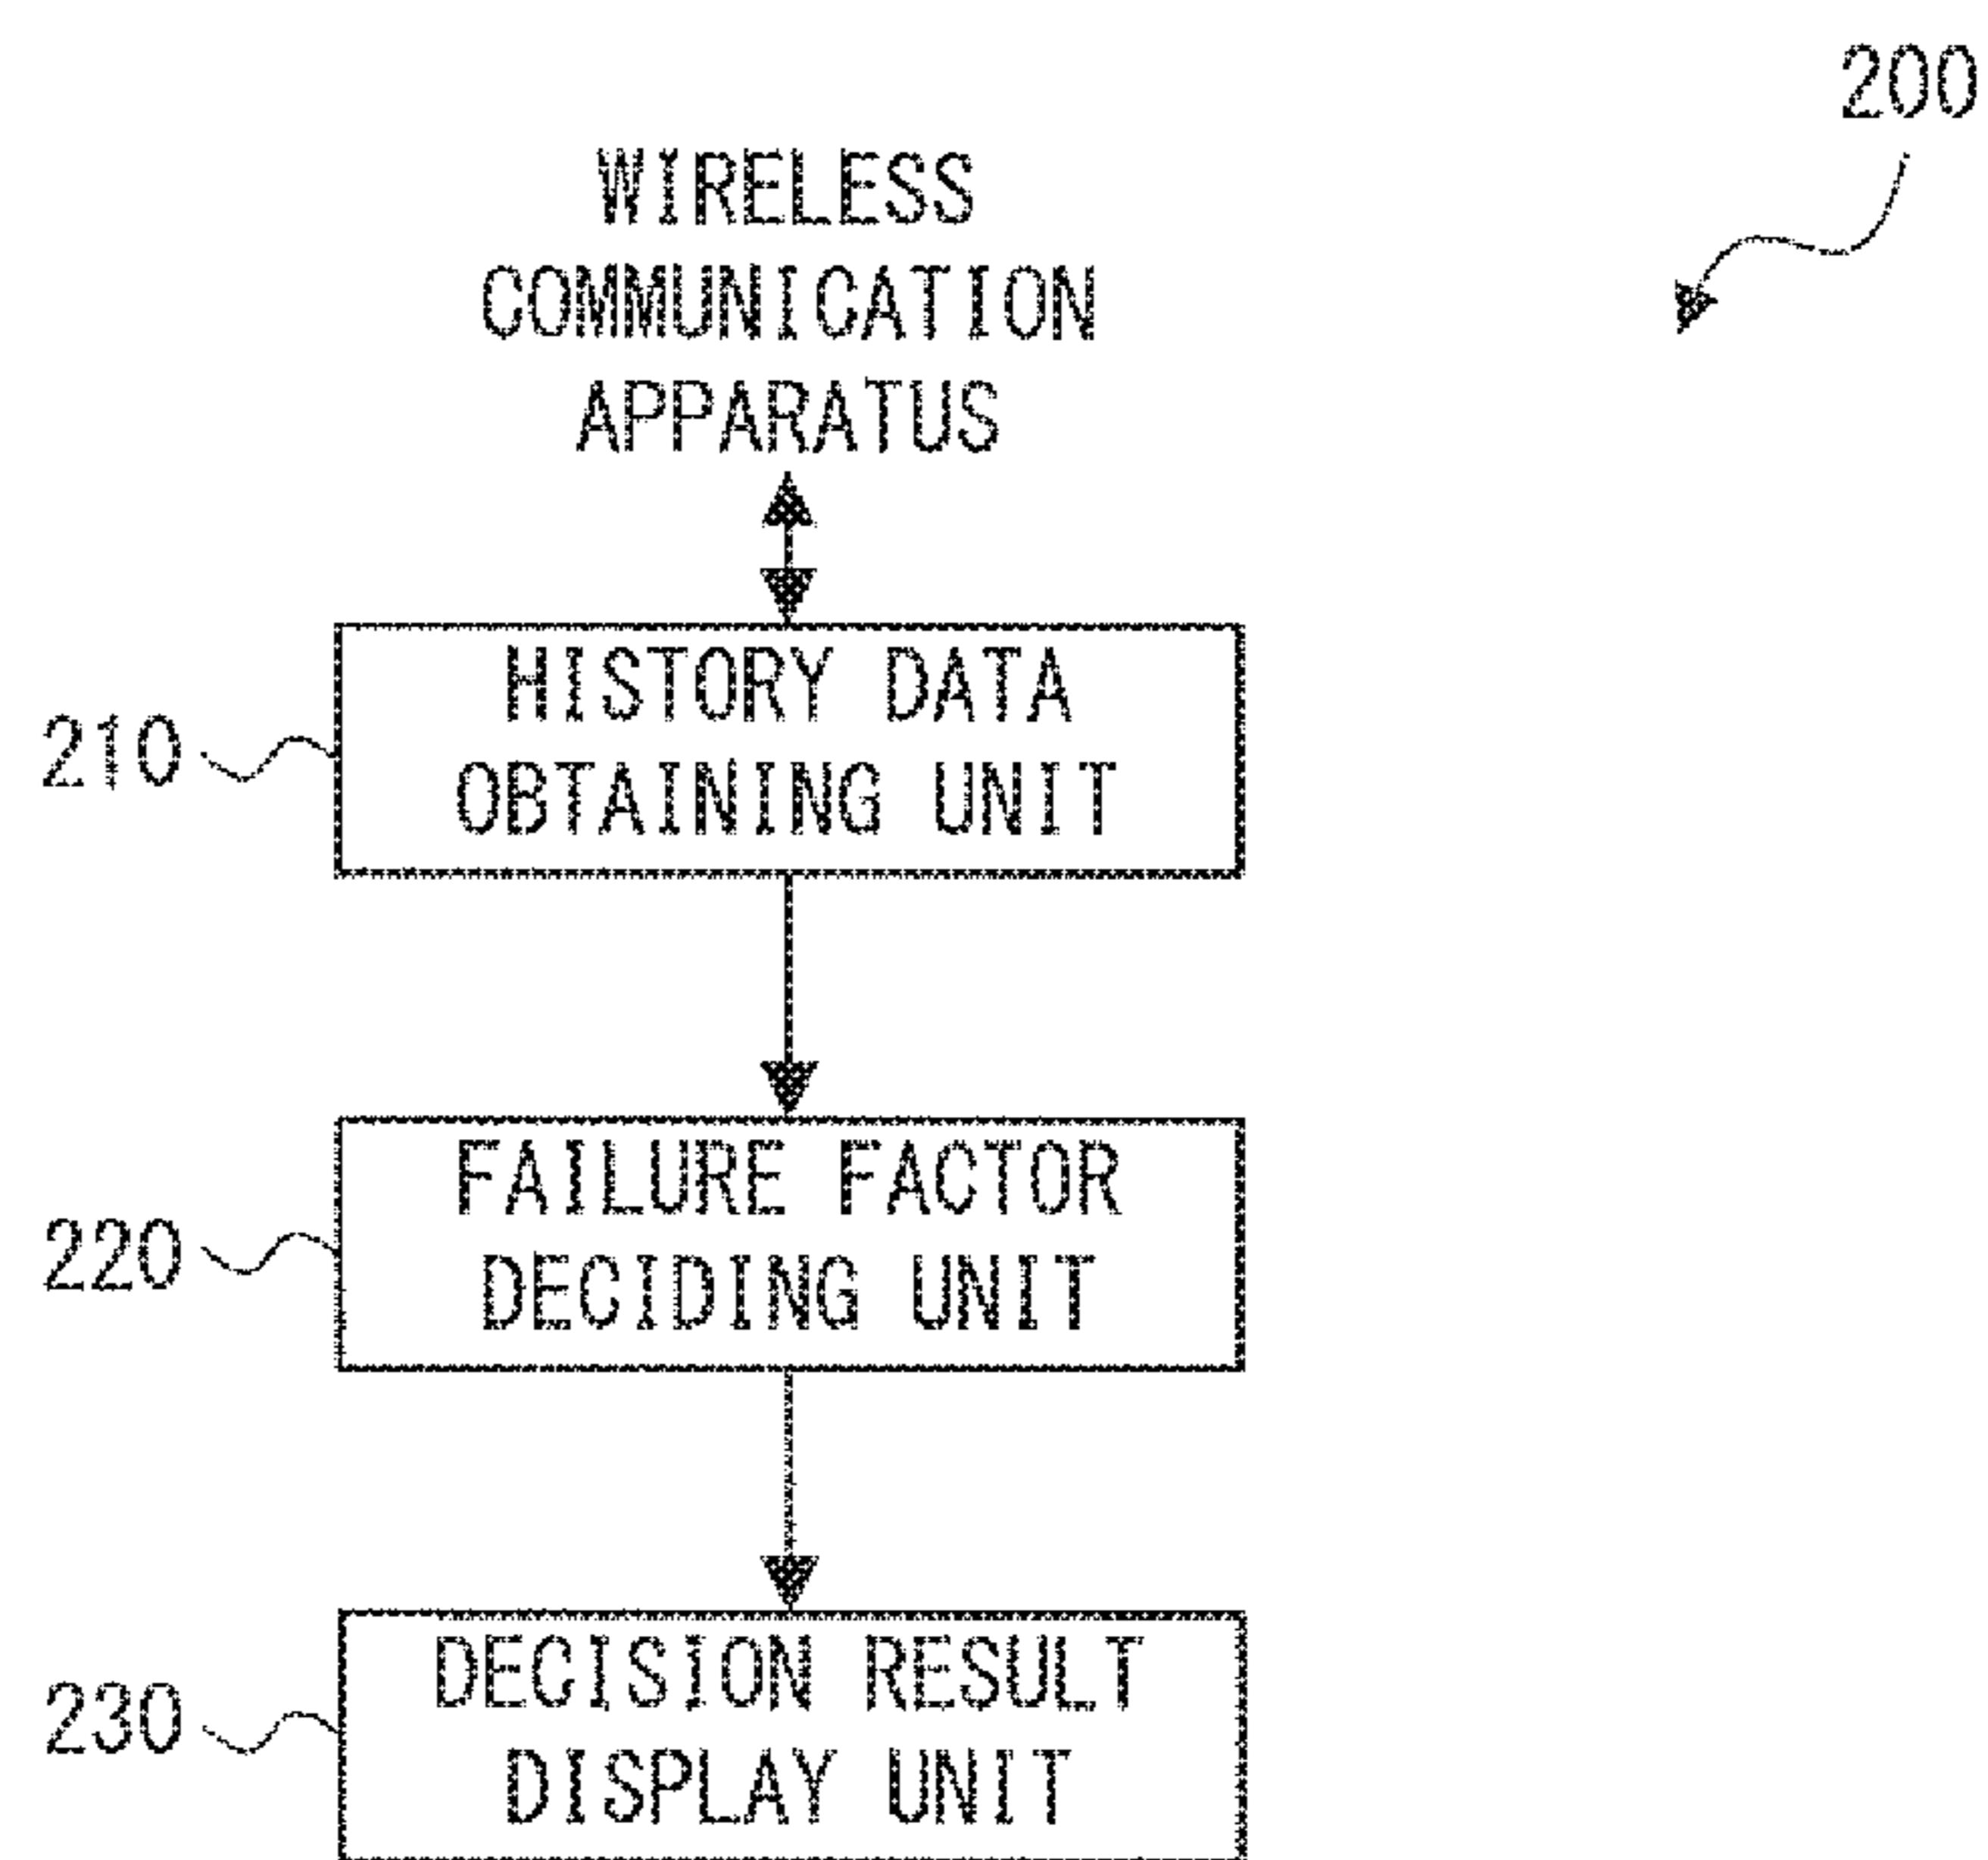 200
WIRELESS
COMMUNICATION
APPARATUS
210
HISTORY DATA
OBTAINING UNIT
220
FAILURE FACTOR
DECIDING UNIT
230
DECISION RESULT
DISPLAY UNIT